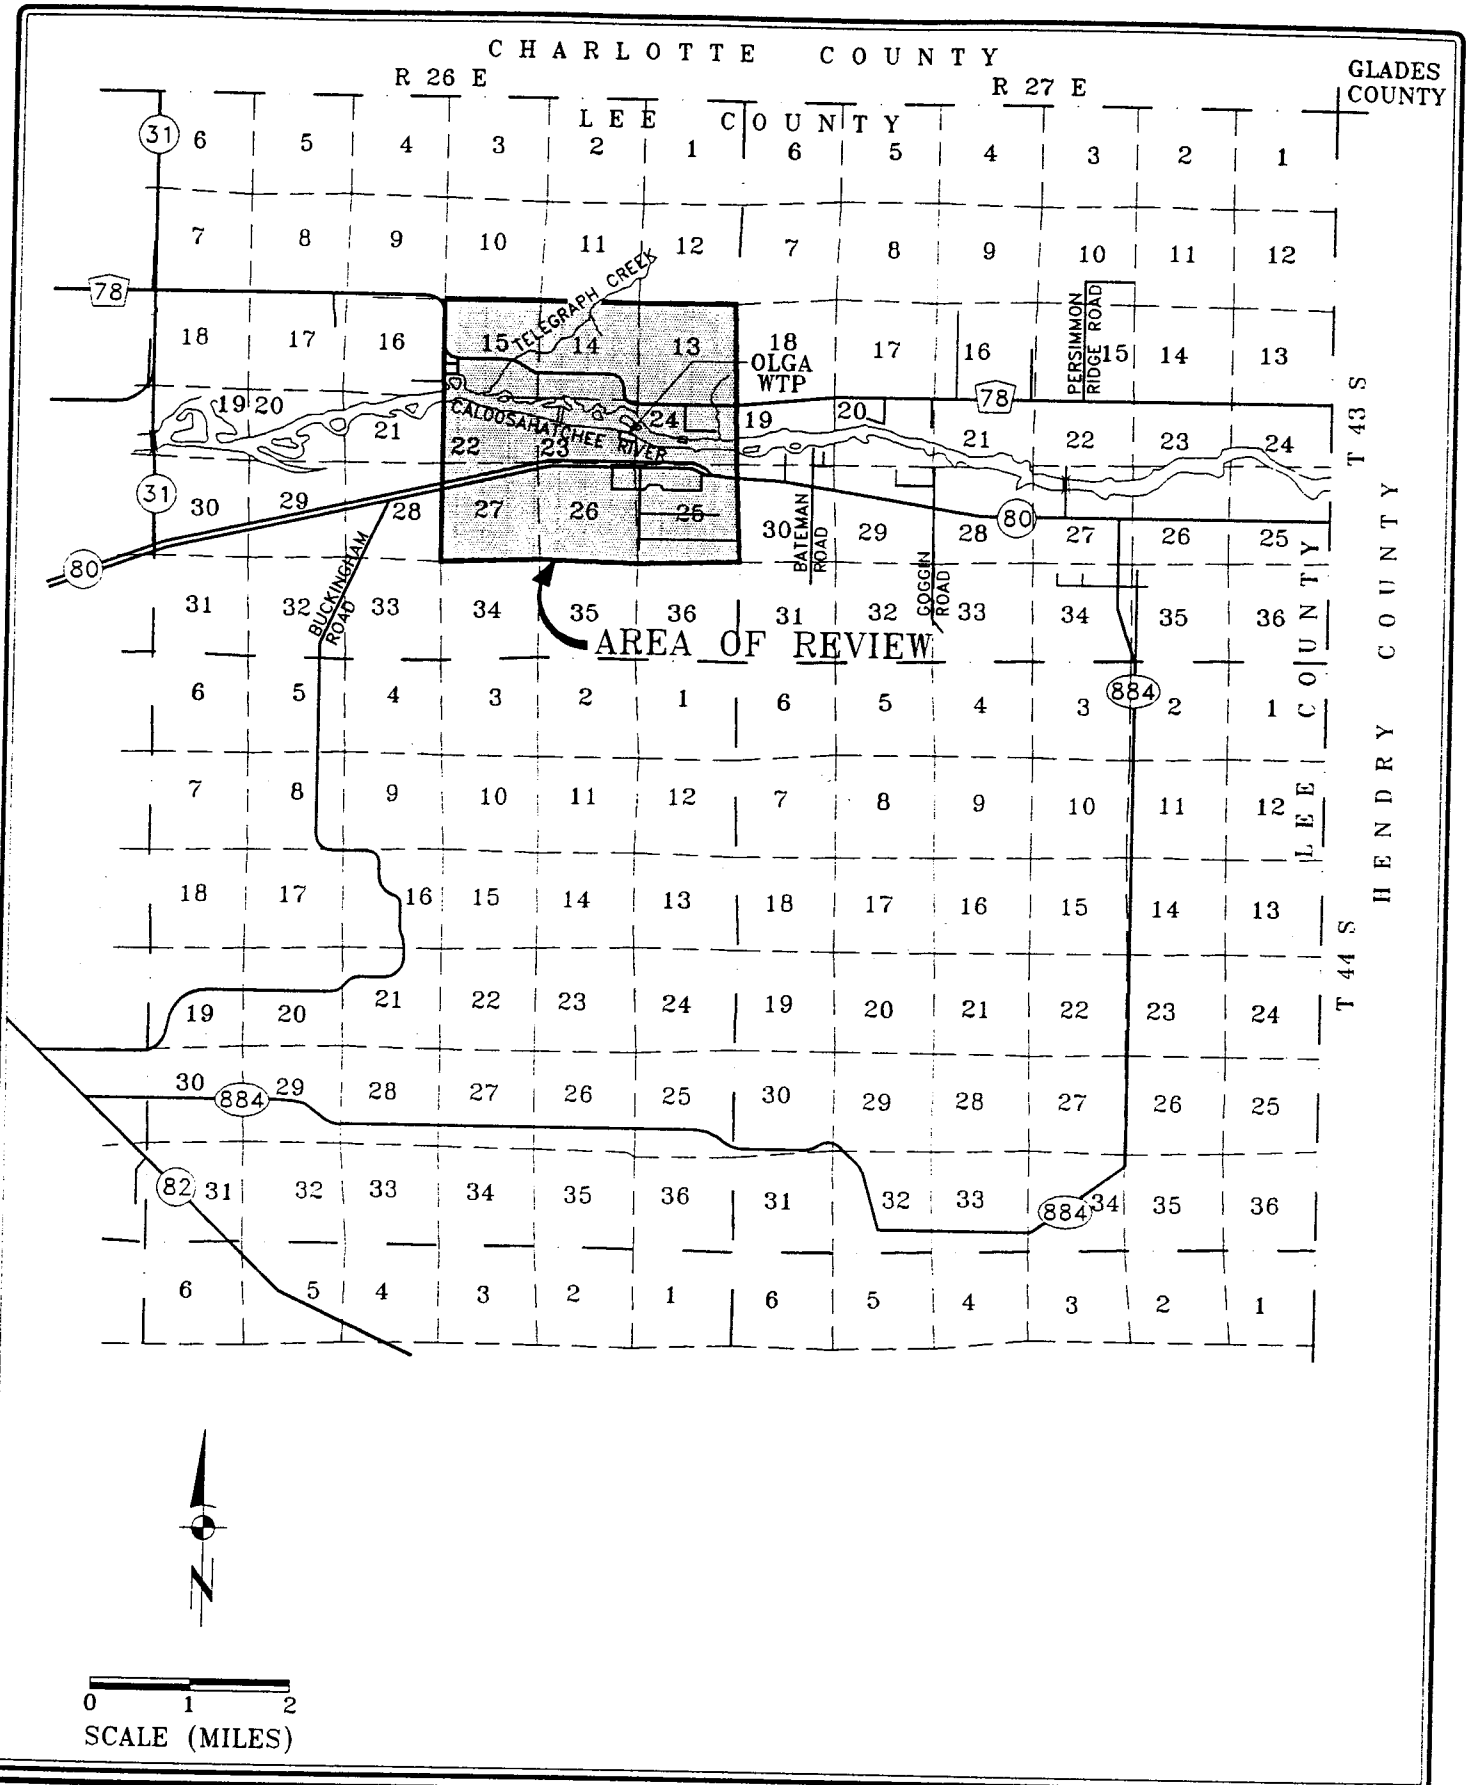 CHARLOTTE COUNTY
R 26 E
R 27 E
GLADES
COUNTY
LEE COUNTY
31
6 5 4 3 2 1 6 5 4 3 2 1
7 8 9 10 11 12 7 8 9 10 11 12
TELEGRAPH CREEK
78
18 17 16 15 14 13 18 17 16 15 14 13
OLGA
WTP
PERSIMMON
RIDGE ROAD
78
T 43 S
19 20 21 22 23 24 19 20 21 22 23 24
CALOOSAHATCHEE RIVER
31
30 29 28 27 26 25 30 29 28 27 26 25
80
80
BUCKINGHAM
ROAD
BATEMAN
ROAD
GOGGIN
ROAD
31 32 33 34 35 36 31 32 33 34 35 36
AREA OF REVIEW
LEE COUNTY
HENDRY COUNTY
6 5 4 3 2 1 6 5 4 3 2 1
884
7 8 9 10 11 12 7 8 9 10 11 12
18 17 16 15 14 13 18 17 16 15 14 13
T 44 S
19 20 21 22 23 24 19 20 21 22 23 24
30 29 28 27 26 25 30 29 28 27 26 25
884
82
31 32 33 34 35 36 31 32 33 34 35 36
884
6 5 4 3 2 1 6 5 4 3 2 1
N
0 1 2
SCALE (MILES)